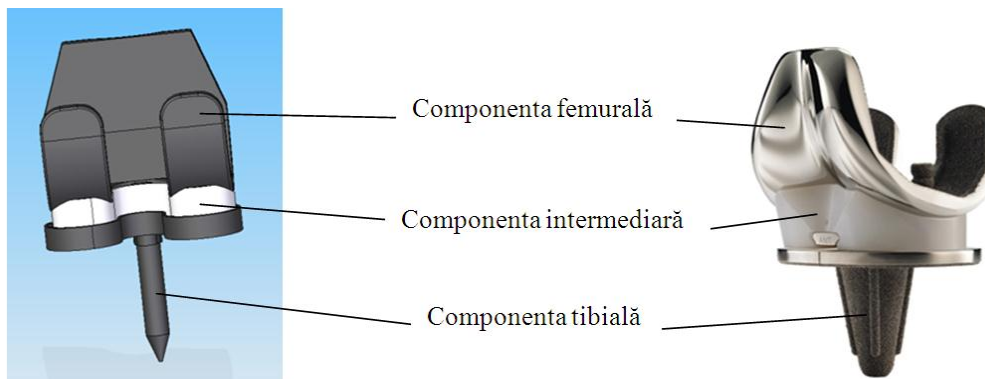 Componenta femurală
Componenta intermediară
Componenta tibială